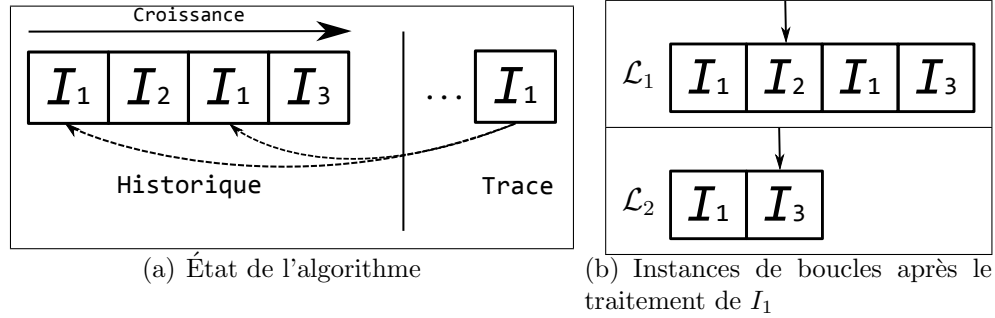 Croissance
I1 I2 I1 I3 ... I1
Historique
Trace
(a) État de l'algorithme
L1 I1 I2 I1 I3
L2 I1 I3
(b) Instances de boucles après le
traitement de I1